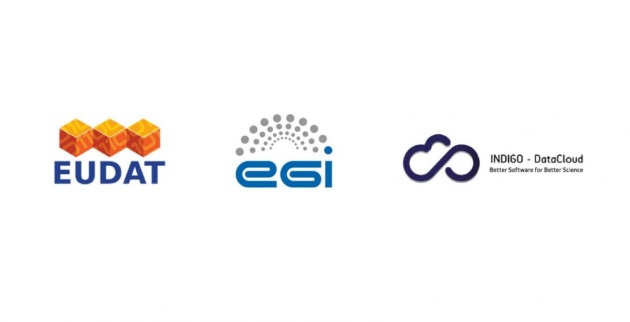 EUDAT
egi
INDIGO - DataCloud
Better Software for Better Science